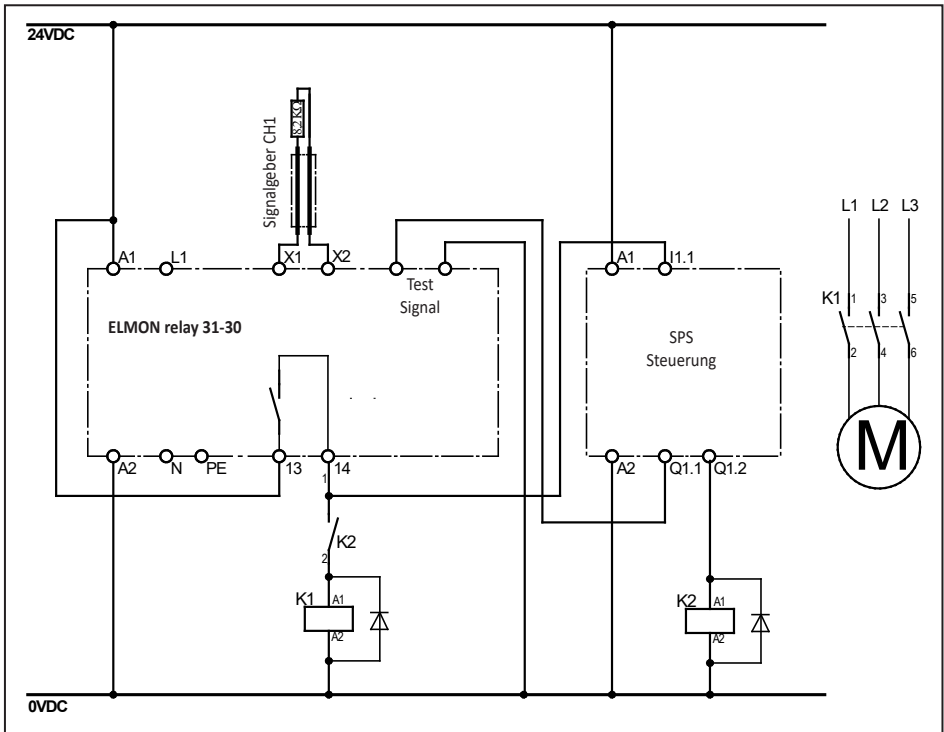 24VDC
Signalgeber CH1
8.2 KΩ
L1 L2 L3
A1 L1 X1 X2 A1 I1.1
Test
Signal
K1 1 3 5
ELMON relay 31-30
SPS
Steuerung
2 4 6
M
A2 N PE 13 14 A2 Q1.1 Q1.2
1
K2
2
K1 A1 K2 A1
A2 A2
0VDC